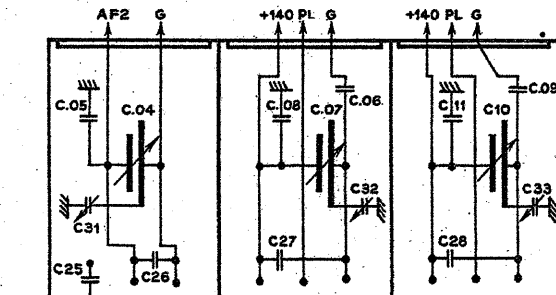 AF2 G +140 PL G +140 PL G
C.05 C.04 C.08 C.07 C.06 C.11 C10 C.09
C31 C32 C33
C25 C26 C27 C28